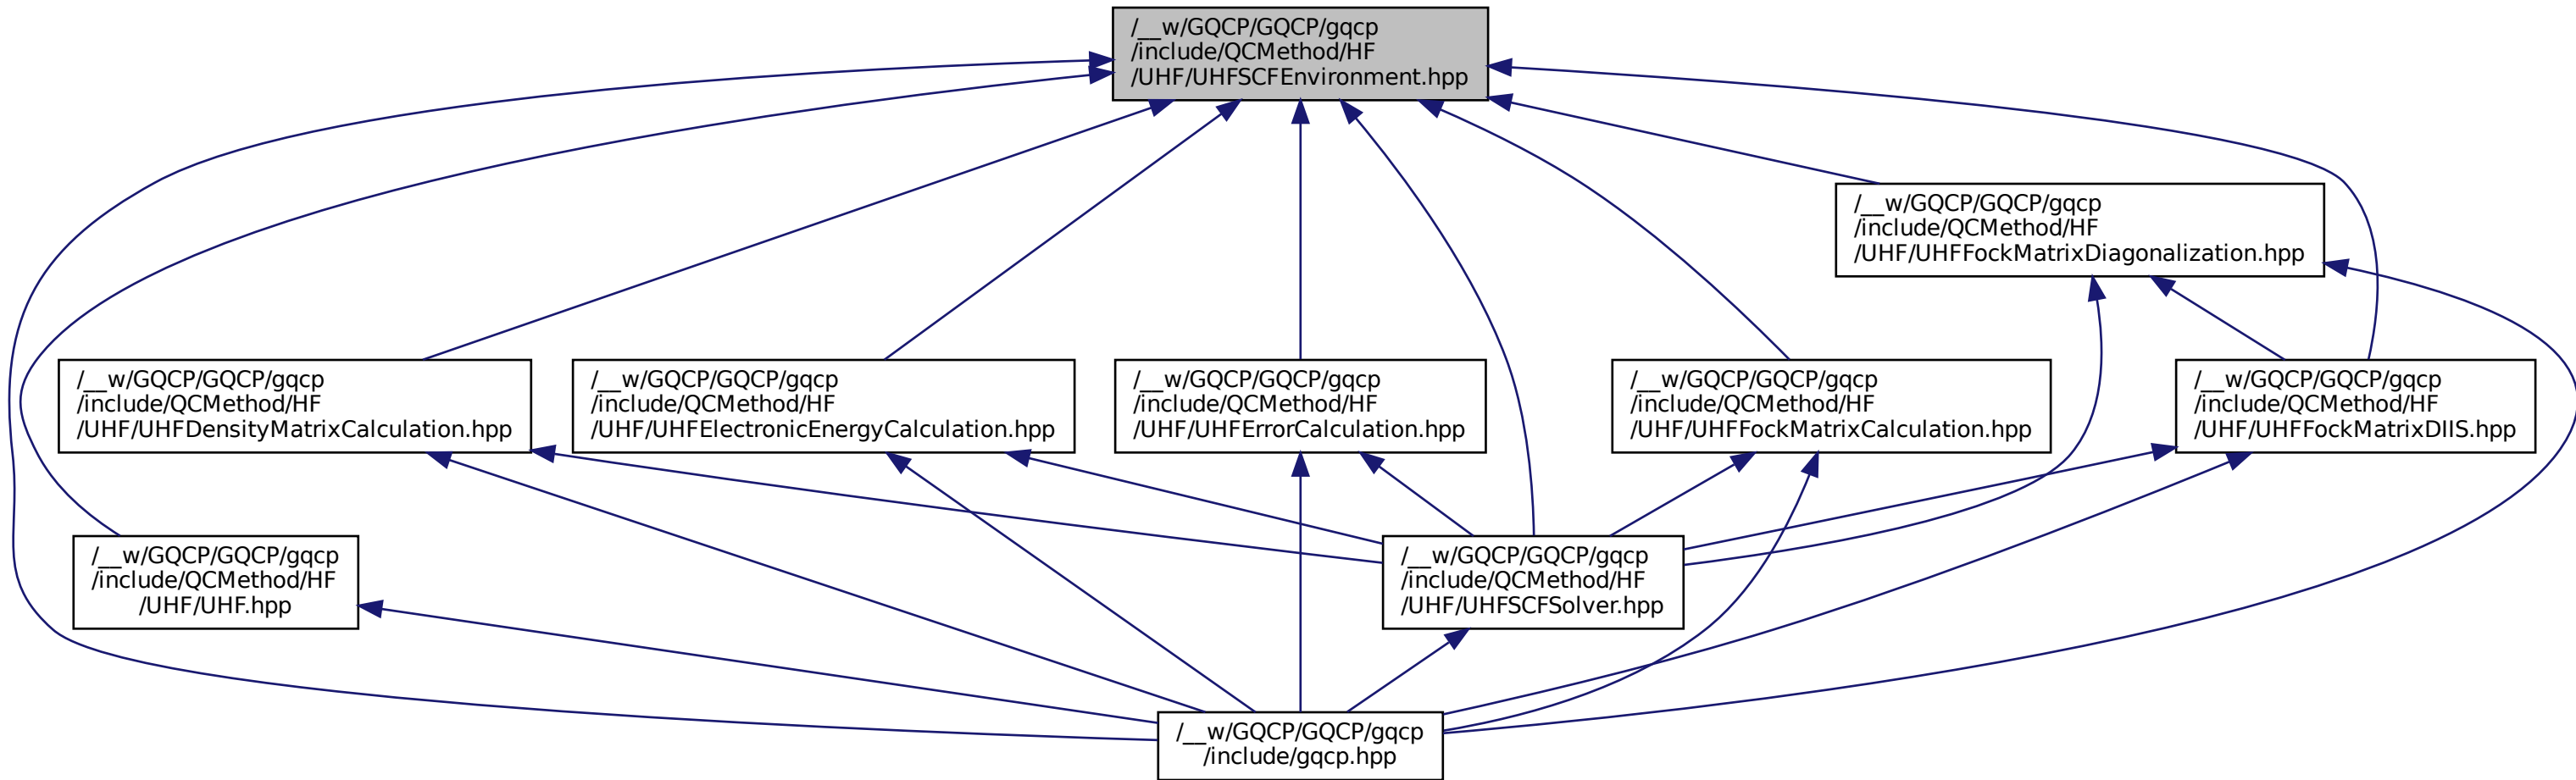 /__w/GQCP/GQCP/gqcp
/include/QCMethod/HF
/UHF/UHFSCFEnvironment.hpp
/__w/GQCP/GQCP/gqcp
/include/QCMethod/HF
/UHF/UHFFockMatrixDiagonalization.hpp
/__w/GQCP/GQCP/gqcp
/include/QCMethod/HF
/UHF/UHFDensityMatrixCalculation.hpp
/__w/GQCP/GQCP/gqcp
/include/QCMethod/HF
/UHF/UHFElectronicEnergyCalculation.hpp
/__w/GQCP/GQCP/gqcp
/include/QCMethod/HF
/UHF/UHFErrorCalculation.hpp
/__w/GQCP/GQCP/gqcp
/include/QCMethod/HF
/UHF/UHFFockMatrixCalculation.hpp
/__w/GQCP/GQCP/gqcp
/include/QCMethod/HF
/UHF/UHFFockMatrixDIIS.hpp
/__w/GQCP/GQCP/gqcp
/include/QCMethod/HF
/UHF/UHF.hpp
/__w/GQCP/GQCP/gqcp
/include/QCMethod/HF
/UHF/UHFSCFSolver.hpp
/__w/GQCP/GQCP/gqcp
/include/gqcp.hpp